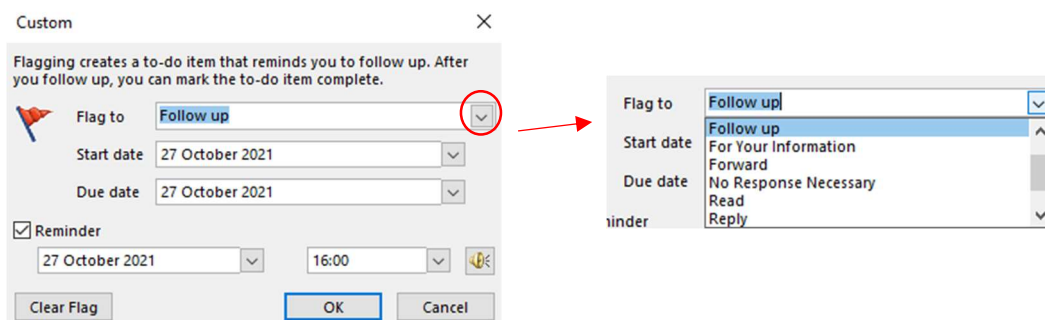 Custom
Flagging creates a to-do item that reminds you to follow up. After
you follow up, you can mark the to-do item complete.
Flag to Follow up
Start date 27 October 2021
Due date 27 October 2021
Reminder
27 October 2021 16:00
Clear Flag OK Cancel
Flag to Follow up
Start date
Due date
ninder
Follow up
For Your Information
Forward
No Response Necessary
Read
Reply